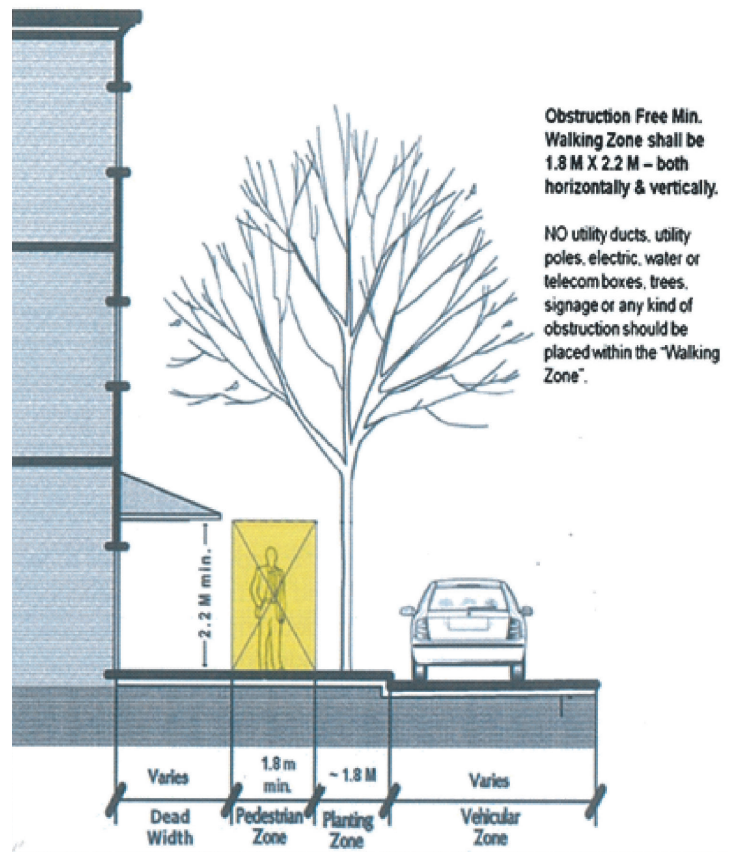 Obstruction Free Min.
Walking Zone shall be
1.8 M X 2.2 M – both
horizontally & vertically.
NO utility ducts, utility
poles, electric, water or
telecom boxes, trees,
signage or any kind of
obstruction should be
placed within the "Walking
Zone".
2.2 M min.
Varies
1.8 m
min.
~ 1.8 M
Varies
Dead
Width
Pedestrian
Zone
Planting
Zone
Vehicular
Zone